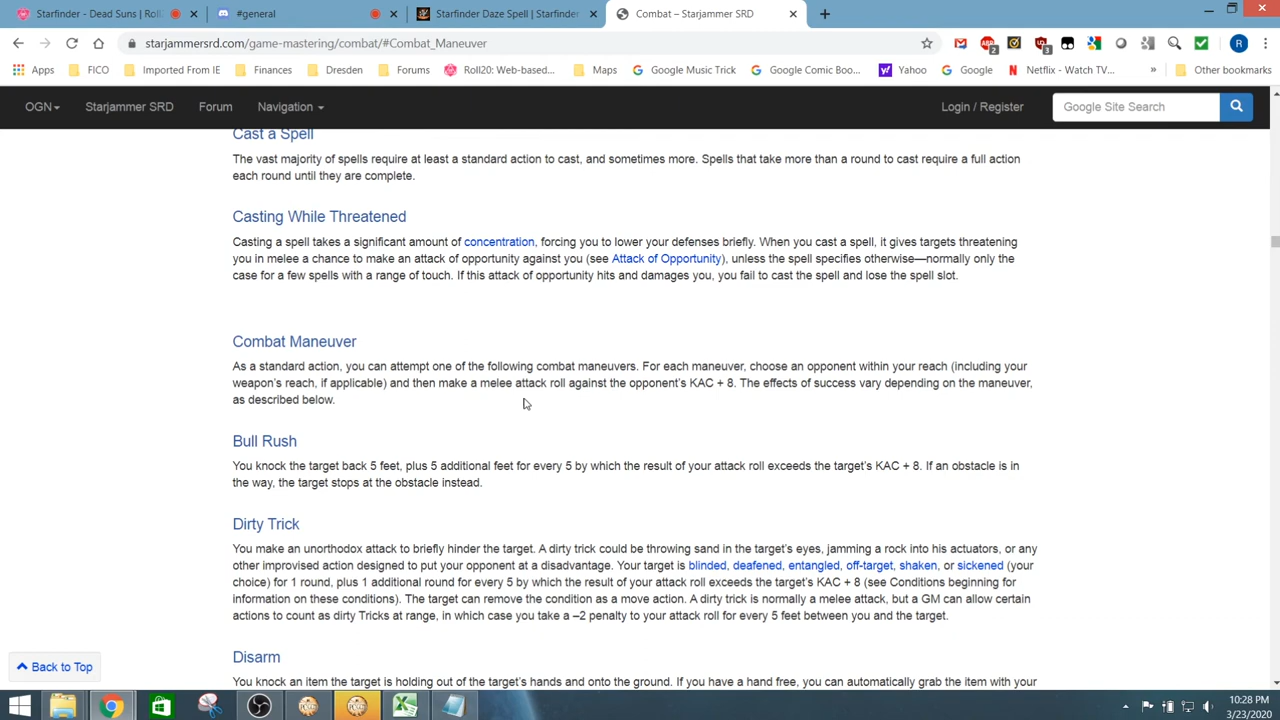 Starfinder - Dead Suns | Roll
#general
Starfinder Daze Spell | Starfinder
Combat – Starjammer SRD
starjammersrd.com/game-mastering/combat/#Combat_Maneuver
2
3
R
Apps
FICO
Imported From IE
Finances
Dresden
Forums
Roll20: Web-based...
Maps
Google Music Trick
Google Comic Boo...
Yahoo
Google
Netflix - Watch TV...
»
Other bookmarks
OGN
Starjammer SRD
Forum
Navigation
Login / Register
Google Site Search
Cast a Spell
The vast majority of spells require at least a standard action to cast, and sometimes more. Spells that take more than a round to cast require a full action
each round until they are complete.
Casting While Threatened
Casting a spell takes a significant amount of concentration, forcing you to lower your defenses briefly. When you cast a spell, it gives targets threatening
you in melee a chance to make an attack of opportunity against you (see Attack of Opportunity), unless the spell specifies otherwise—normally only the
case for a few spells with a range of touch. If this attack of opportunity hits and damages you, you fail to cast the spell and lose the spell slot.
Combat Maneuver
As a standard action, you can attempt one of the following combat maneuvers. For each maneuver, choose an opponent within your reach (including your
weapon's reach, if applicable) and then make a melee attack roll against the opponent's KAC + 8. The effects of success vary depending on the maneuver,
as described below.
Bull Rush
You knock the target back 5 feet, plus 5 additional feet for every 5 by which the result of your attack roll exceeds the target's KAC + 8. If an obstacle is in
the way, the target stops at the obstacle instead.
Dirty Trick
You make an unorthodox attack to briefly hinder the target. A dirty trick could be throwing sand in the target's eyes, jamming a rock into his actuators, or any
other improvised action designed to put your opponent at a disadvantage. Your target is blinded, deafened, entangled, off-target, shaken, or sickened (your
choice) for 1 round, plus 1 additional round for every 5 by which the result of your attack roll exceeds the target's KAC + 8 (see Conditions beginning for
information on these conditions). The target can remove the condition as a move action. A dirty trick is normally a melee attack, but a GM can allow certain
actions to count as dirty Tricks at range, in which case you take a –2 penalty to your attack roll for every 5 feet between you and the target.
Disarm
You knock an item the target is holding out of the target's hands and onto the ground. If you have a hand free, you can automatically grab the item with your
Back to Top
10:28 PM
3/23/2020